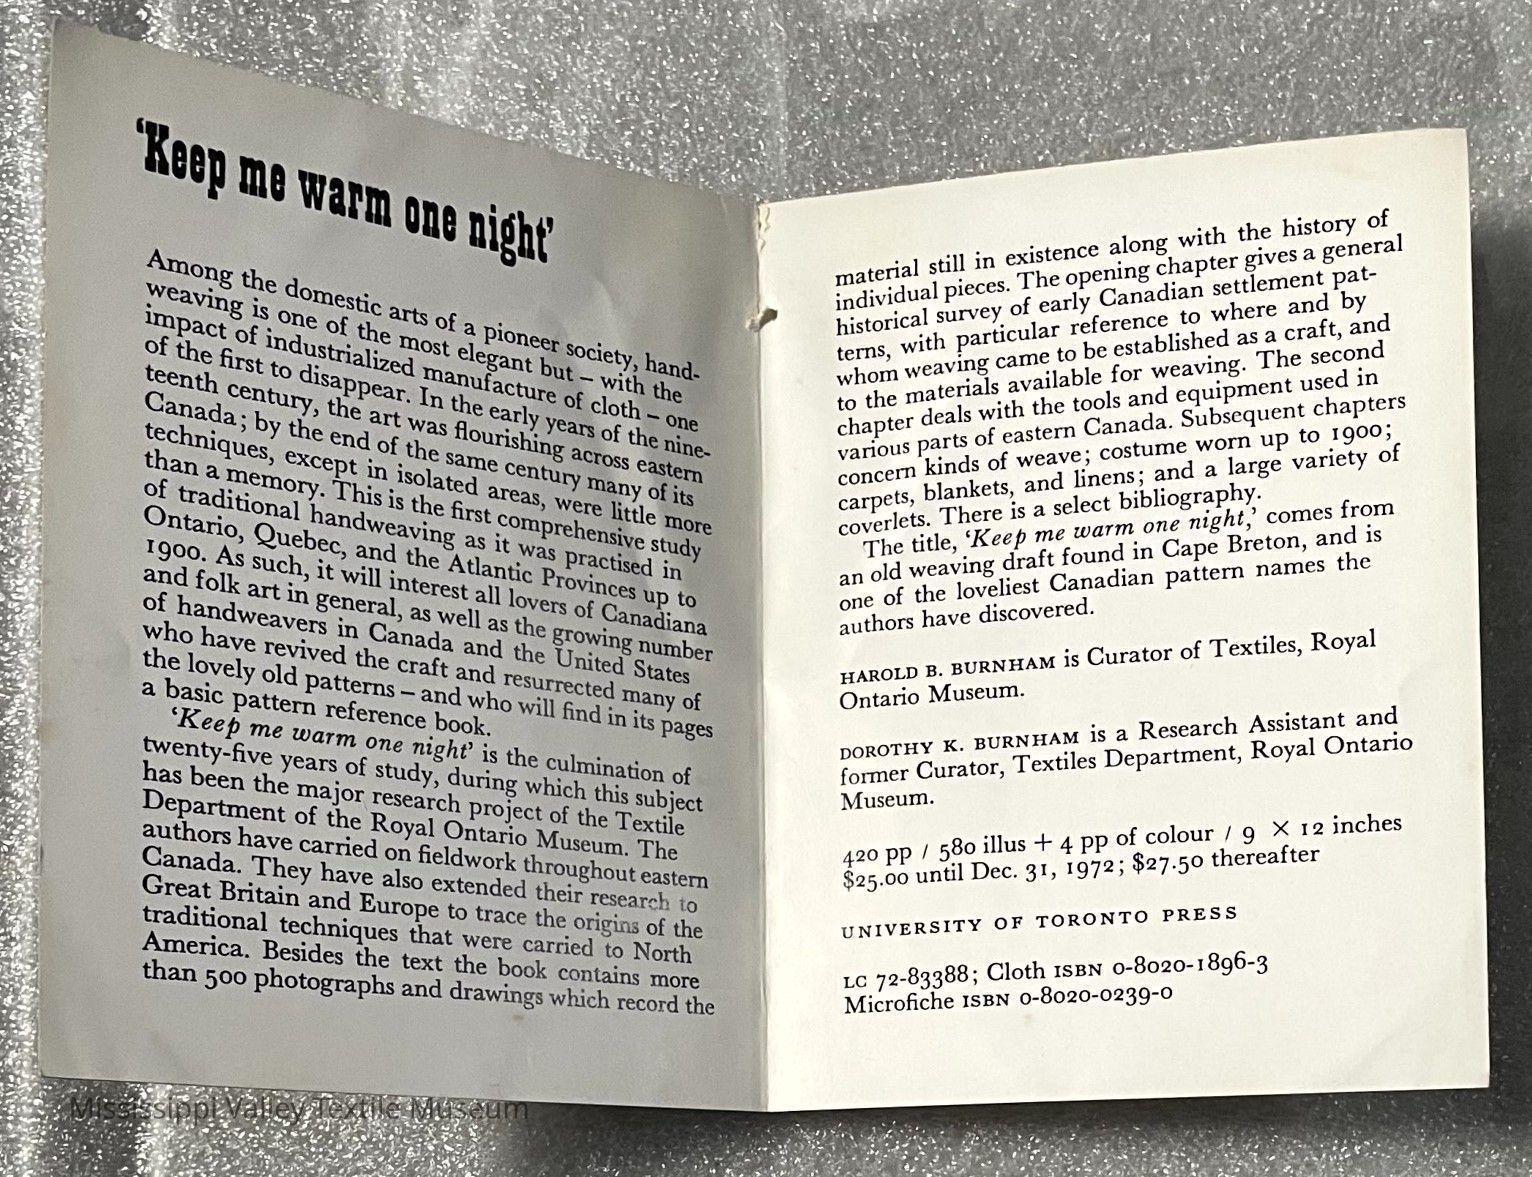 ‘Keep me warm one night’
Among the domestic arts of a pioneer society, hand-
weaving is one of the most elegant but – with the
impact of industrialized manufacture of cloth – one
of the first to disappear. In the early years of the nine-
teenth century, the art was flourishing across eastern
Canada; by the end of the same century many of its
techniques, except in isolated areas, were little more
than a memory. This is the first comprehensive study
of traditional handweaving as it was practised in
Ontario, Quebec, and the Atlantic Provinces up to
1900. As such, it will interest all lovers of Canadiana
and folk art in general, as well as the growing number
of handweavers in Canada and the United States
who have revived the craft and resurrected many of
the lovely old patterns – and who will find in its pages
a basic pattern reference book.
‘Keep me warm one night’ is the culmination of
twenty-five years of study, during which this subject
has been the major research project of the Textile
Department of the Royal Ontario Museum. The
authors have carried on fieldwork throughout eastern
Canada. They have also extended their research to
Great Britain and Europe to trace the origins of the
traditional techniques that were carried to North
America. Besides the text the book contains more
than 500 photographs and drawings which record the
material still in existence along with the history of
individual pieces. The opening chapter gives a general
historical survey of early Canadian settlement pat-
terns, with particular reference to where and by
whom weaving came to be established as a craft, and
to the materials available for weaving. The second
chapter deals with the tools and equipment used in
various parts of eastern Canada. Subsequent chapters
concern kinds of weave; costume worn up to 1900;
carpets, blankets, and linens; and a large variety of
coverlets. There is a select bibliography.
The title, ‘Keep me warm one night,’ comes from
an old weaving draft found in Cape Breton, and is
one of the loveliest Canadian pattern names the
authors have discovered.
HAROLD B. BURNHAM is Curator of Textiles, Royal
Ontario Museum.
DOROTHY K. BURNHAM is a Research Assistant and
former Curator, Textiles Department, Royal Ontario
Museum.
420 pp / 580 illus + 4 pp of colour / 9 × 12 inches
$25.00 until Dec. 31, 1972; $27.50 thereafter
UNIVERSITY OF TORONTO PRESS
LC 72-83388; Cloth ISBN 0-8020-1896-3
Microfiche ISBN 0-8020-0239-0
Mississippi Valley Textile Museum